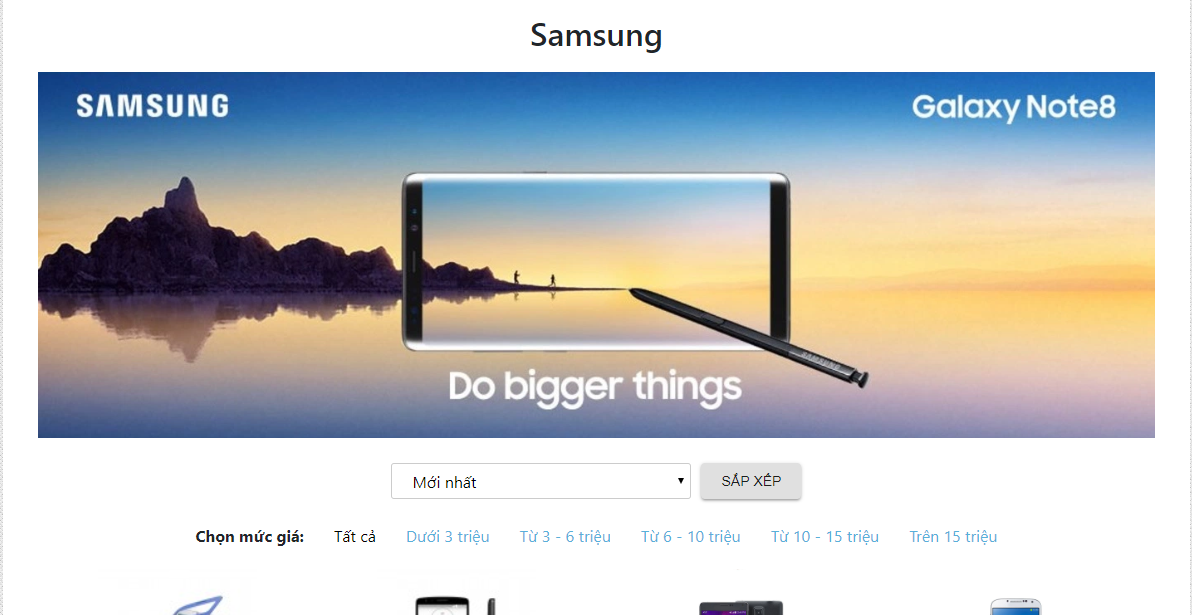 Samsung
SAMSUNG
Galaxy Note8
SAMSUNG
Do bigger things
Mới nhất
SẮP XẾP
Chọn mức giá: Tất cả Dưới 3 triệu Từ 3 - 6 triệu Từ 6 - 10 triệu Từ 10 - 15 triệu Trên 15 triệu